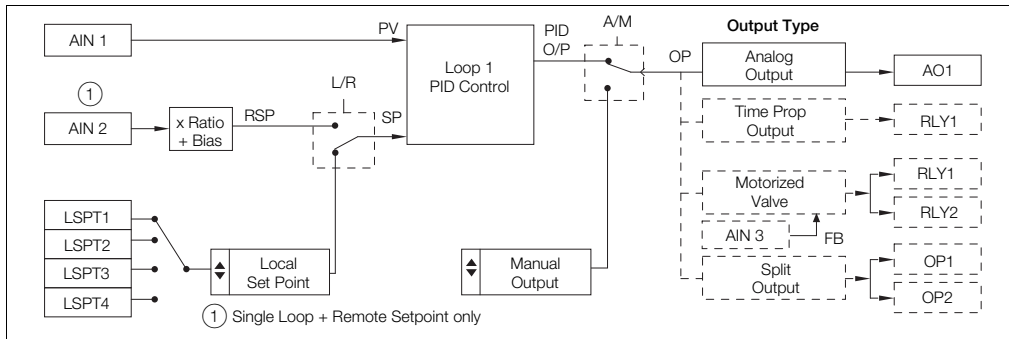 AIN 1
PV
Loop 1
PID Control
PID
O/P
A/M
OP
Output Type
Analog
Output
AO1
1
AIN 2
x Ratio
+ Bias
RSP
L/R
SP
Time Prop
Output
RLY1
Motorized
Valve
RLY1
RLY2
AIN 3
FB
LSPT1
LSPT2
LSPT3
LSPT4
Local
Set Point
Manual
Output
Split
Output
OP1
OP2
1 Single Loop + Remote Setpoint only